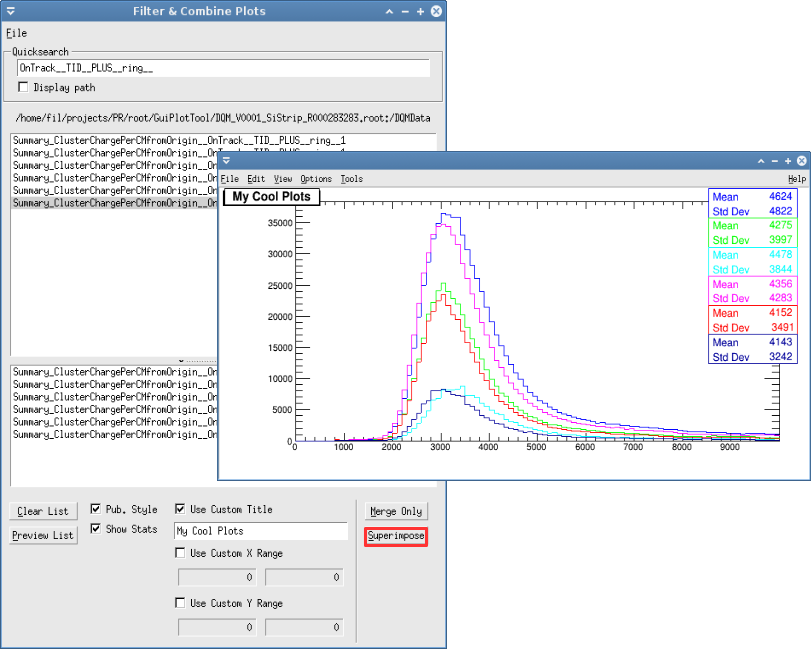 Filter & Combine Plots
File
Quicksearch
OnTrack__TID__PLUS__ring__
Display path
/home/fil/projects/PR/root/GuiPlotTool/DQM_V0001_SiStrip_R000283283.root:/DQMData
Summary_ClusterChargePerCMfromOrigin__OnTrack__TID__PLUS__ring__1
Summary_ClusterChargePerCMfromOrigin__OnTrack__TID__PLUS__ring__1
Summary_ClusterChargePerCMfromOrigin__On
Summary_ClusterChargePerCMfromOrigin__On
Summary_ClusterChargePerCMfromOrigin__On
Summary_ClusterChargePerCMfromOrigin__On
Summary_ClusterChargePerCMfromOrigin__On
Summary_ClusterChargePerCMfromOrigin__On
Summary_ClusterChargePerCMfromOrigin__On
Summary_ClusterChargePerCMfromOrigin__On
Summary_ClusterChargePerCMfromOrigin__On
Summary_ClusterChargePerCMfromOrigin__On
Clear List
Preview List
Pub. Style
Show Stats
Use Custom Title
My Cool Plots
Use Custom X Range
0 0
Use Custom Y Range
0 0
Merge Only
Superimpose
File Edit View Options Tools Help
My Cool Plots
Mean 4624
Std Dev 4822
Mean 4275
Std Dev 3997
Mean 4478
Std Dev 3844
Mean 4356
Std Dev 4283
Mean 4152
Std Dev 3491
Mean 4143
Std Dev 3242
35000
30000
25000
20000
15000
10000
5000
0
0 1000 2000 3000 4000 5000 6000 7000 8000 9000